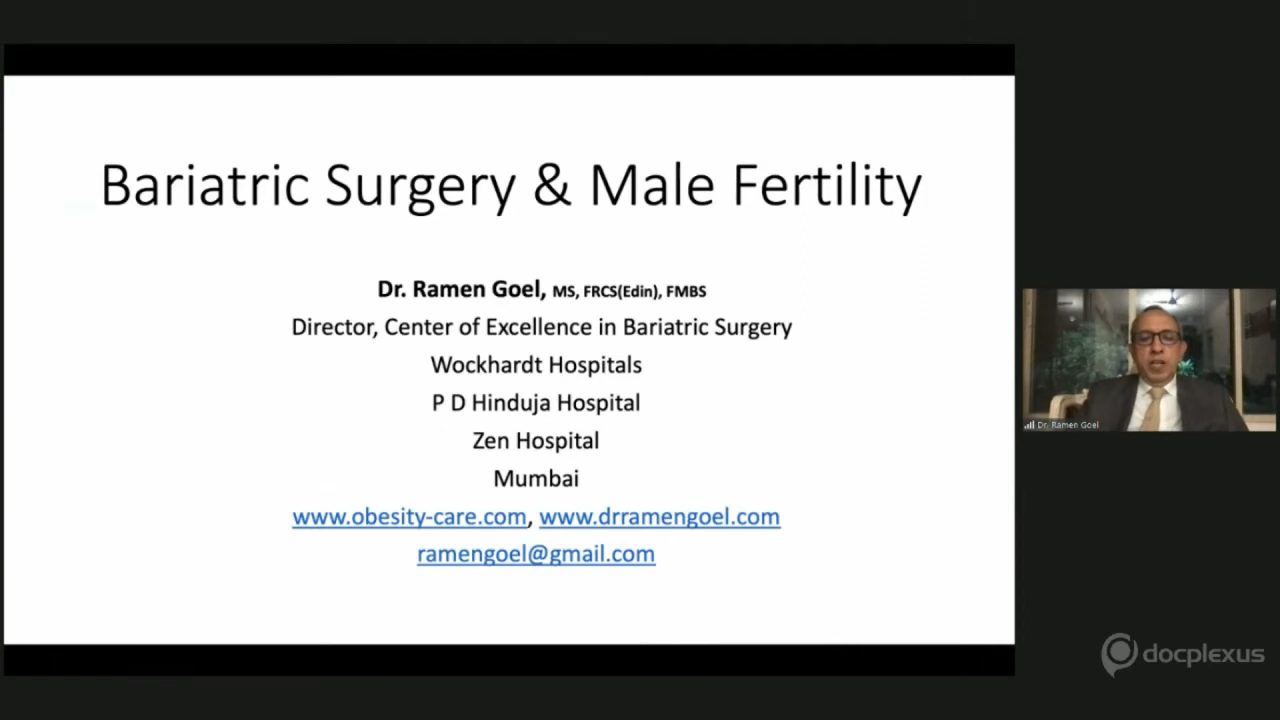 Bariatric Surgery & Male Fertility
Dr. Ramen Goel, MS, FRCS(Edin), FMBS
Director, Center of Excellence in Bariatric Surgery
Wockhardt Hospitals
P D Hinduja Hospital
Zen Hospital
Mumbai
www.obesity-care.com, www.drramengoel.com
ramengoel@gmail.com
Dr. Ramen Goel
docplexus